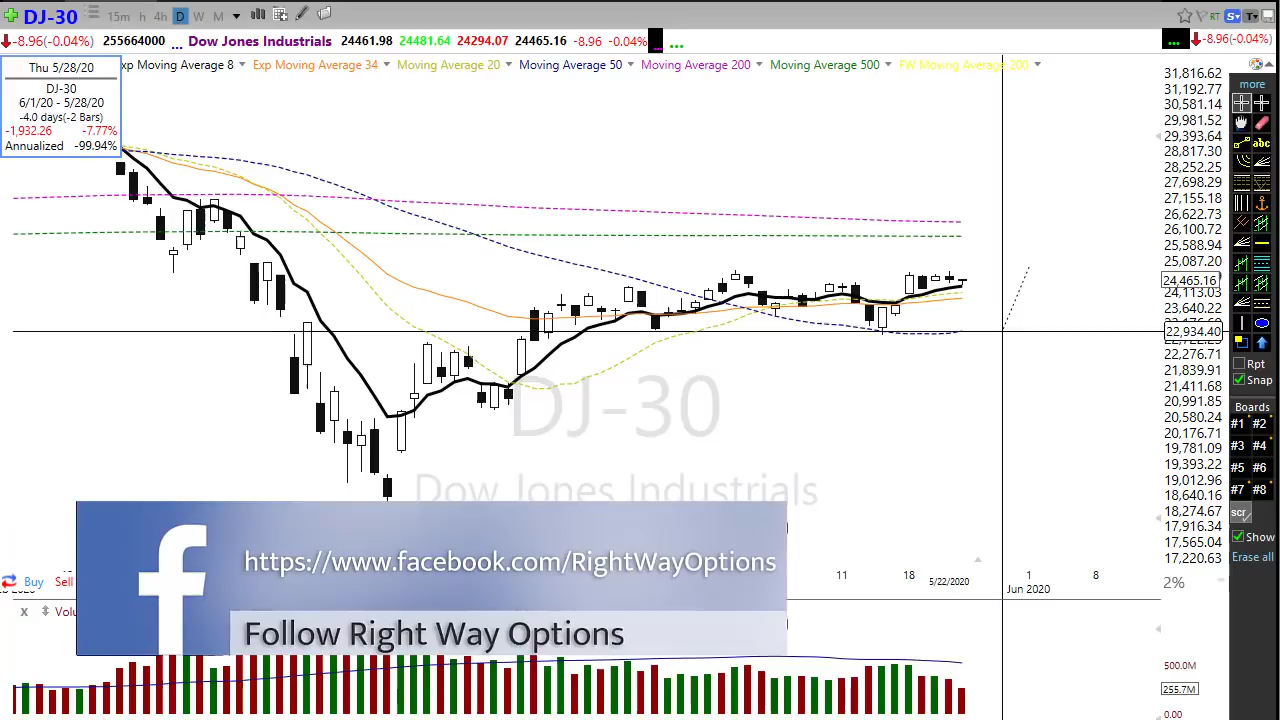 DJ-30 15m h 4h D W M RT S T
-8.96(-0.04%) 255664000 ... Dow Jones Industrials 24461.98 24481.64 24294.07 24465.16 -8.96 -0.04% ... ... -8.96(-0.04%)
Thu 5/28/20
DJ-30
6/1/20 - 5/28/20
-4.0 days(-2 Bars)
-1,932.26 -7.77%
Annualized -99.94%
xp Moving Average 8 Exp Moving Average 34 Moving Average 20 Moving Average 50 Moving Average 200 Moving Average 500 FW Moving Average 200
31,816.62
31,192.77
30,581.14
29,981.52
29,393.64
28,817.30
28,252.25
27,698.29
27,155.18
26,622.73
26,100.72
25,588.94
25,087.20
24,465.16
24,113.03
23,640.22
22,934.40
22,276.71
21,839.91
21,411.68
20,991.85
20,580.24
20,176.71
19,781.09
19,393.22
19,012.96
18,640.16
18,274.67
17,916.34
17,565.04
17,220.63
more
abc
Rpt
Snap
Boards
#1 #2
#3 #4
#5 #6
#7 #8
scr
Show
Erase all
DJ-30
Dow Jones Industrials
https://www.facebook.com/RightWayOptions
Follow Right Way Options
Buy Sell
11 18 5/22/2020 1 8
Jun 2020
2%
x Volu
500.0M
255.7M
0.00